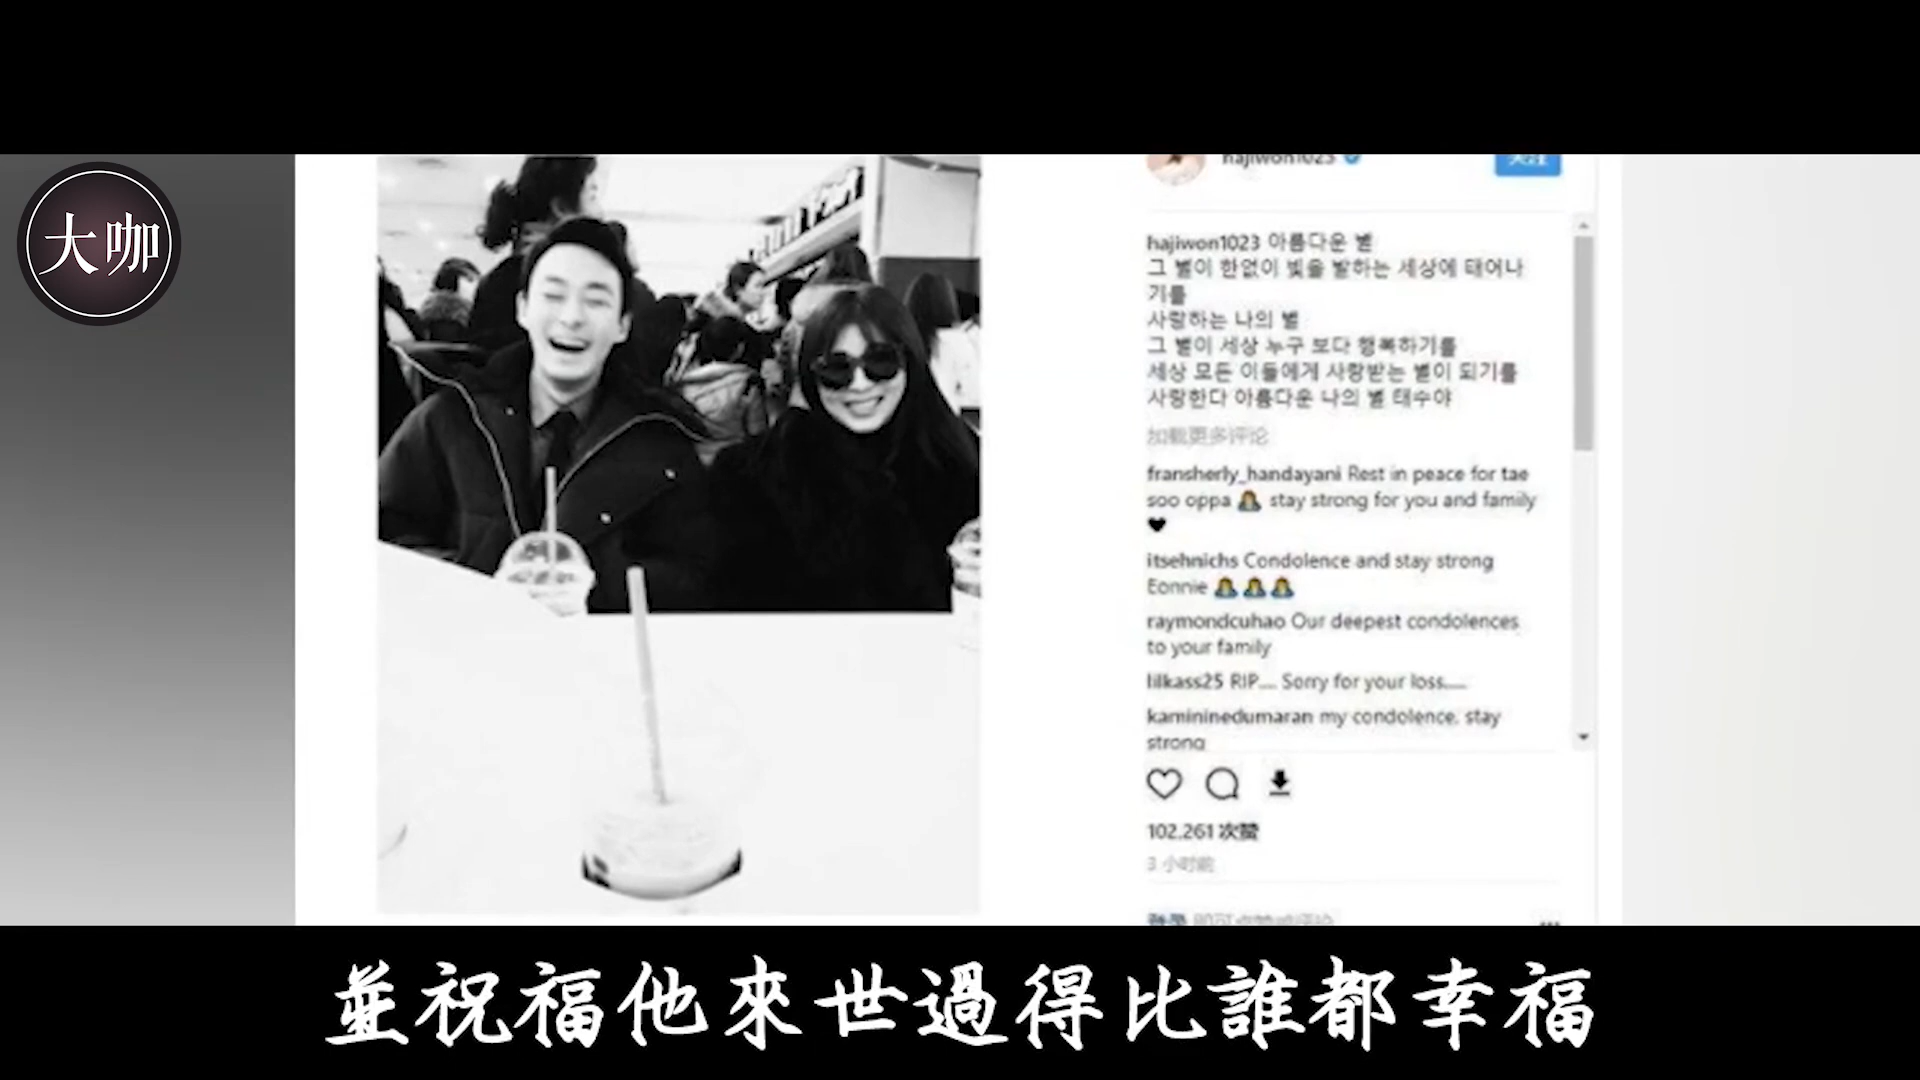 大咖
hajiwon1023
关注
hajiwon1023 아름다운 별
그 별이 한없이 빛을 발하는 세상에 태어나
기를
사랑하는 나의 별
그 별이 세상 누구 보다 행복하기를
세상 모든 이들에게 사랑받는 별이 되기를
사랑한다 아름다운 나의 별 태수야
加载更多评论
fransherly_handayani Rest in peace for tae
soo oppa 🙇‍♀️ stay strong for you and family
🖤
itsehnichs Condolence and stay strong
Eonnie 🙇‍♀️🙇‍♀️🙇‍♀️
raymondcuhao Our deepest condolences
to your family
lilkass25 RIP.... Sorry for your loss.....
kamininedumaran my condolence. stay
strong
102,261 次赞
3 小时前
並祝福他來世過得比誰都幸福